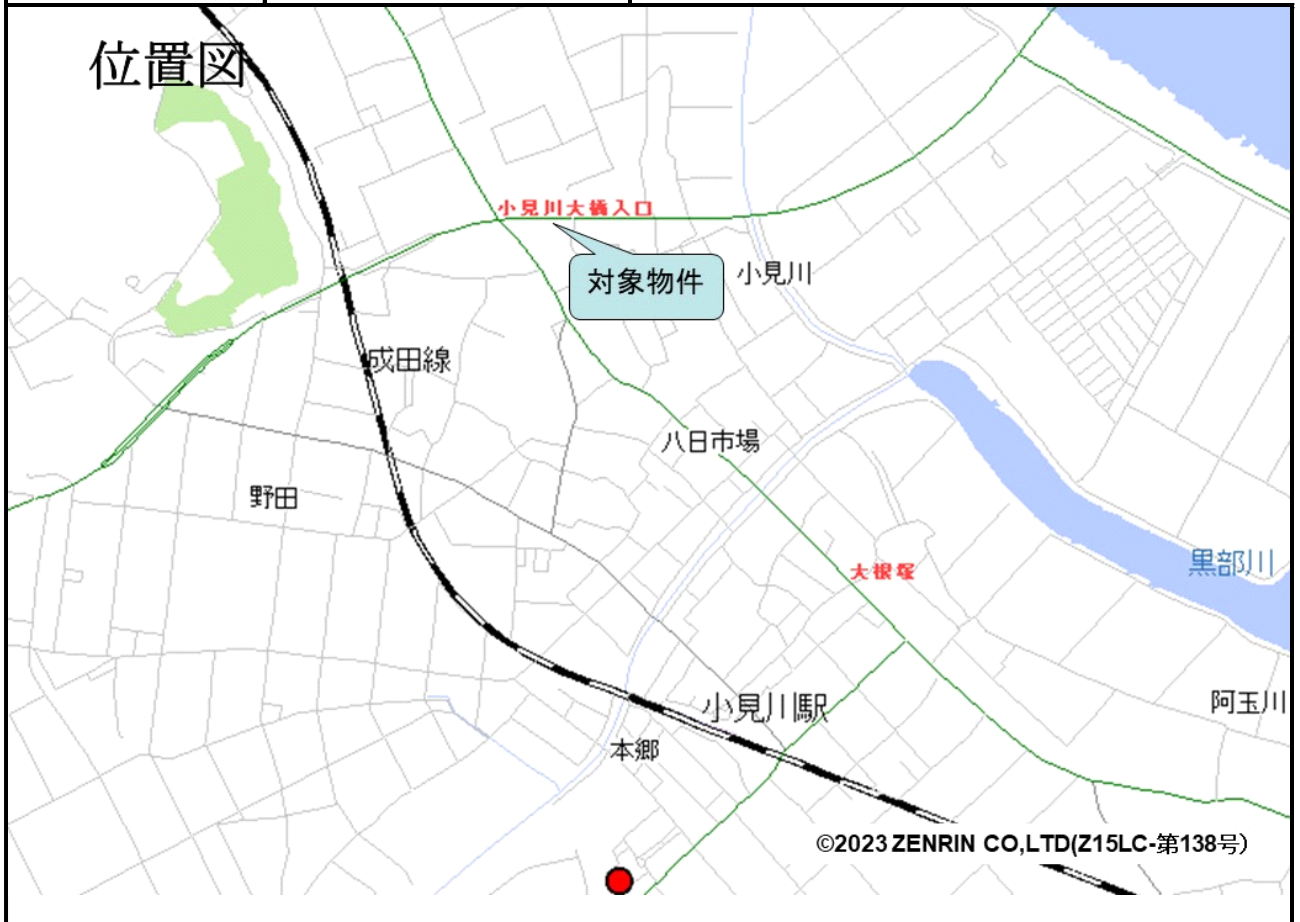 位置図
小見川大橋入口
対象物件
小見川
成田線
八日市場
野田
大根塚
黒部川
小見川駅
阿玉川
本郷
©2023 ZENRIN CO,LTD(Z15LC-第138号)